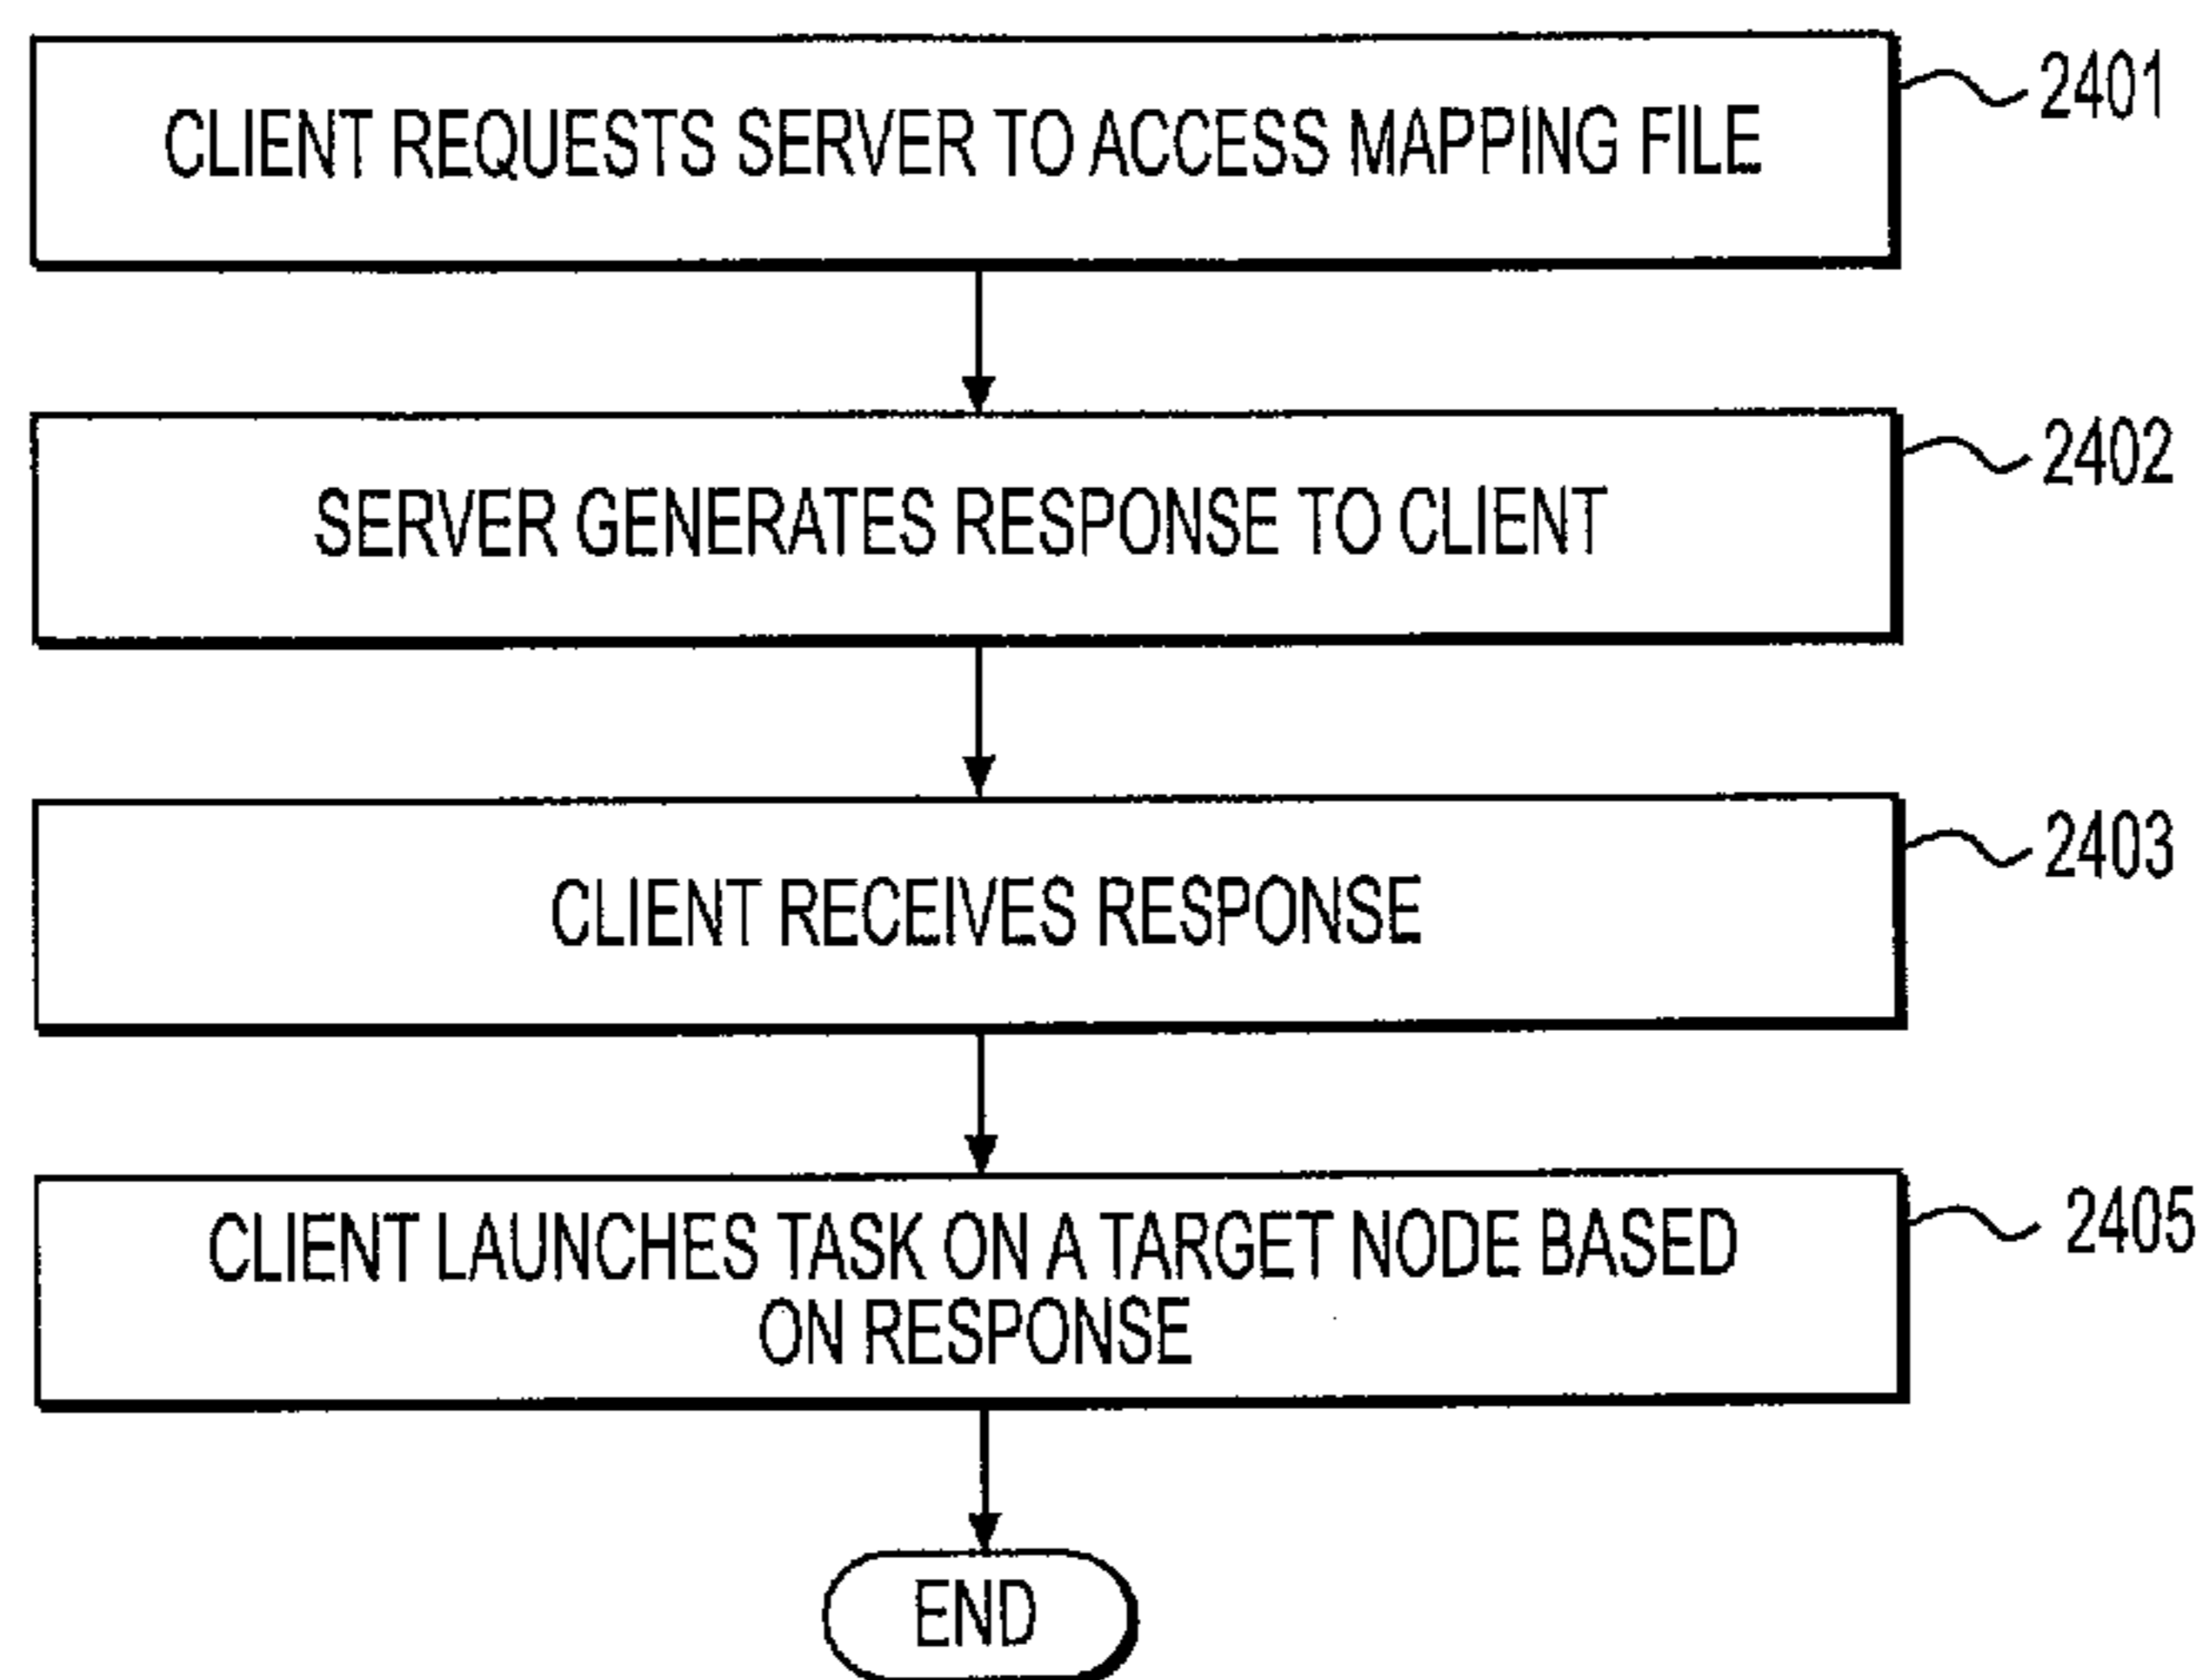 CLIENT REQUESTS SERVER TO ACCESS MAPPING FILE
2401
SERVER GENERATES RESPONSE TO CLIENT
2402
CLIENT RECEIVES RESPONSE
2403
CLIENT LAUNCHES TASK ON A TARGET NODE BASED
ON RESPONSE
2405
END